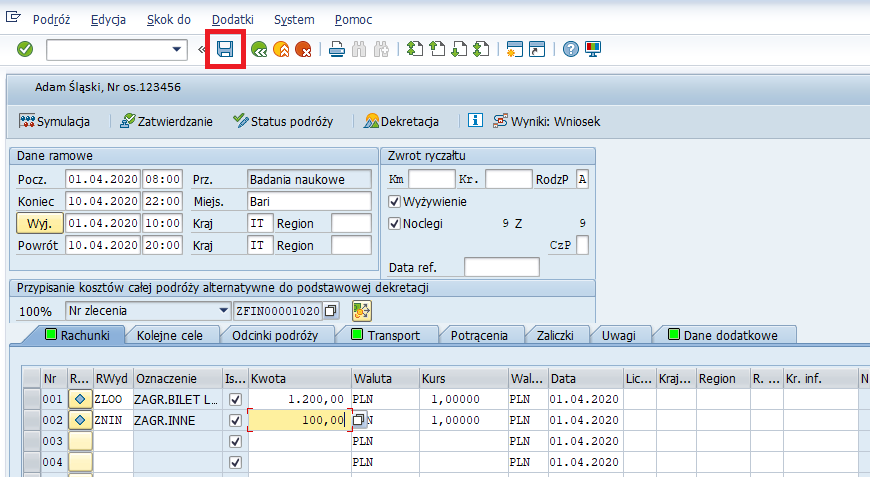 Podróż Edycja Skok do Dodatki System Pomoc
Adam Śląski, Nr os.123456
Symulacja Zatwierdzanie Status podróży Dekretacja Wyniki: Wniosek
Dane ramowe
Pocz. 01.04.2020 08:00 Prz. Badania naukowe
Koniec 10.04.2020 22:00 Miejs. Bari
Wyj. 01.04.2020 10:00 Kraj IT Region
Powrót 10.04.2020 20:00 Kraj IT Region
Zwrot ryczałtu
Km Kr. RodzP A
Wyżywienie
Noclegi 9 Z 9
CzP
Data ref.
Przypisanie kosztów całej podróży alternatywne do podstawowej dekretacji
100% Nr zlecenia ZFIN00001020
Rachunki Kolejne cele Odcinki podróży Transport Potrącenia Zaliczki Uwagi Dane dodatkowe
Nr R... RWyd Oznaczenie Is... Kwota Waluta Kurs Wal... Data Lic... Kraj... Region R. ... Kr. inf. N
001 ZLOO ZAGR.BILET L... 1.200,00 PLN 1,00000 PLN 01.04.2020
002 ZNIN ZAGR.INNE 100,00 N 1,00000 PLN 01.04.2020
003 PLN PLN 01.04.2020
004 PLN PLN 01.04.2020